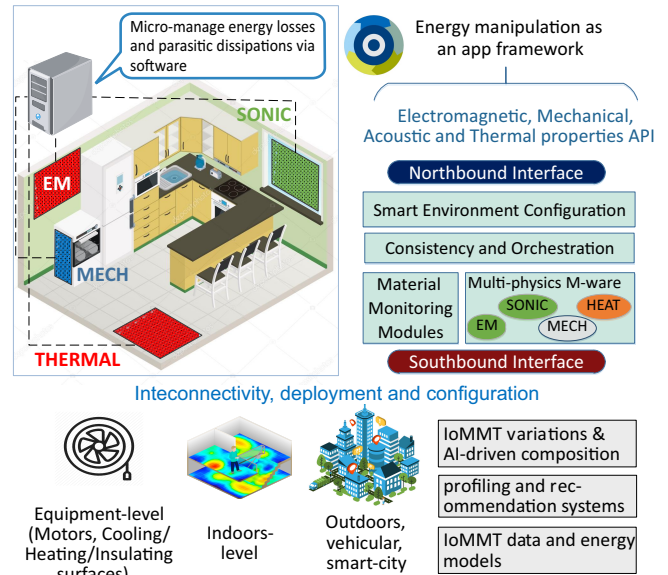 Micro-manage energy losses
and parasitic dissipations via
software
SONIC
EM
MECH
THERMAL
Energy manipulation as
an app framework
Electromagnetic, Mechanical,
Acoustic and Thermal properties API
Northbound Interface
Smart Environment Configuration
Consistency and Orchestration
Material
Monitoring
Modules
Multi-physics M-ware
SONIC
HEAT
EM
MECH
Southbound Interface
Inteconnectivity, deployment and configuration
Equipment-level
(Motors, Cooling/
Heating/Insulating
surfaces)
Indoors-
level
Outdoors,
vehicular,
smart-city
IoMMT variations &
AI-driven composition
profiling and rec-
ommendation systems
IoMMT data and energy
models